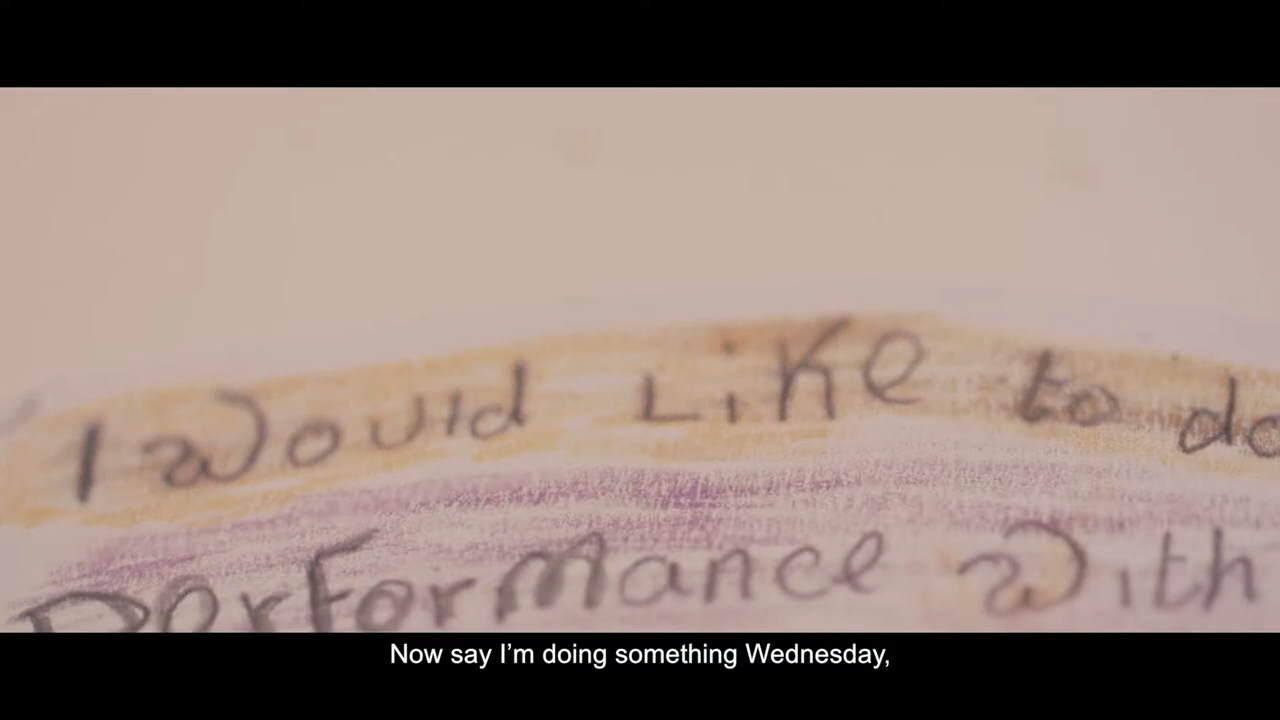 I would Like to do
Performance with
Now say I’m doing something Wednesday,